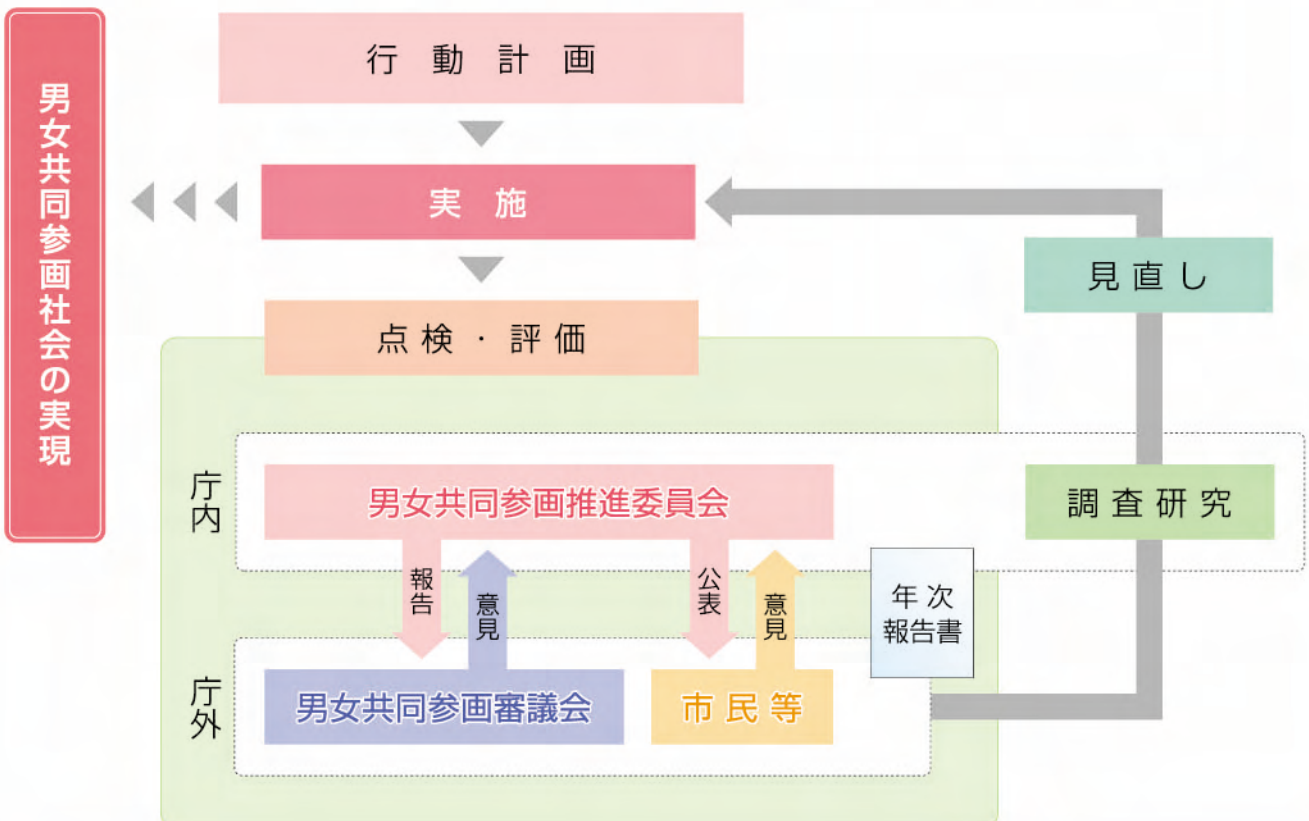 男女共同参画社会の実現
行動計画
実施
見直し
点検・評価
庁内
男女共同参画推進委員会
調査研究
報告
意見
公表
意見
年次
報告書
庁外
男女共同参画審議会
市民等